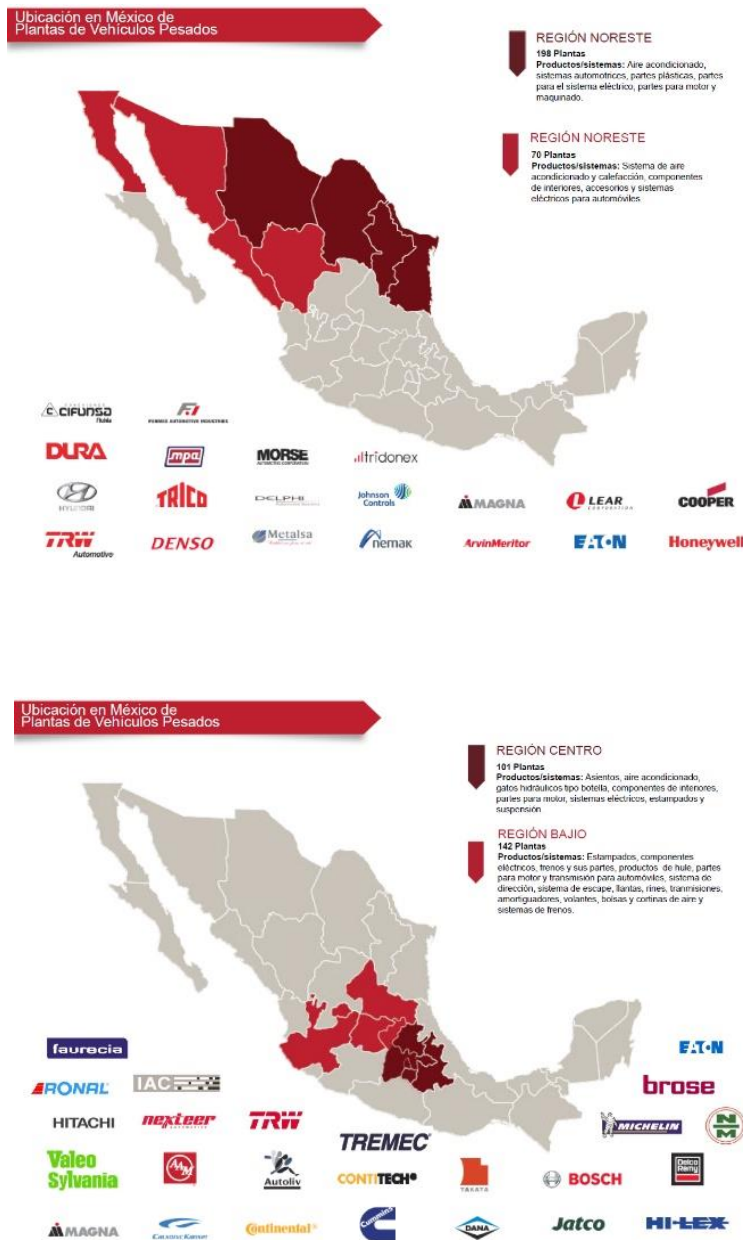 Ubicación en México de
Plantas de Vehículos Pesados
REGIÓN NORESTE
198 Plantas
Productos/sistemas: Aire acondicionado,
sistemas automotrices, partes plásticas, partes
para el sistema eléctrico, partes para motor y
maquinado.
REGIÓN NORESTE
70 Plantas
Productos/sistemas: Sistema de aire
acondicionado y calefacción, componentes
de interiores, accesorios y sistemas
eléctricos para automóviles
CIFUNSA
DURA
mpa
MORSE
tridonex
HYUNDAI
TRICO
DELPHI
Johnson
Controls
MAGNA
LEAR
CORPORATION
COOPER
TRW
Automotive
DENSO
Metalsa
nemak
ArvinMeritor
EATON
Honeywell
Ubicación en México de
Plantas de Vehículos Pesados
REGIÓN CENTRO
101 Plantas
Productos/sistemas: Asientos, aire acondicionado,
gatos hidráulicos tipo botella, componentes de interiores,
partes para motor, sistemas eléctricos, estampados y
suspensión
REGIÓN BAJIO
142 Plantas
Productos/sistemas: Estampados, componentes
eléctricos, frenos y sus partes, productos de hule, partes
para motor y transmisión para automóviles, sistema de
dirección, sistema de escape, llantas, rines, tranmisiones,
amortiguadores, volantes, bolsas y cortinas de aire y
sistemas de frenos.
faurecia
EATON
RONAL
IAC
brose
HITACHI
nexteer
TRW
MICHELIN
NM
TREMEC
Valeo
Sylvania
AAM
Autoliv
CONTITECH
TAKATA
BOSCH
Delco
Remy
MAGNA
Calsonic Kansei
Continental
Cummins
DANA
Jatco
HI-LEX